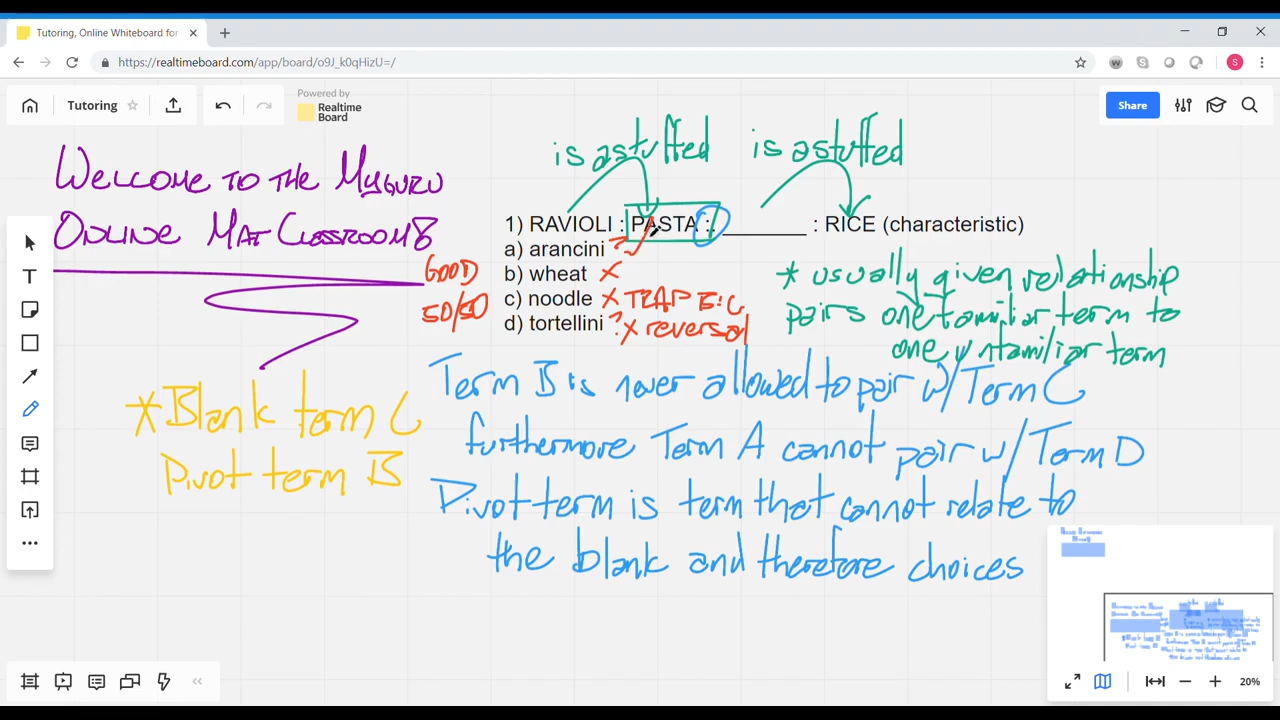 Tutoring, Online Whiteboard for
https://realtimeboard.com/app/board/o9J_k0qHizU=/
S
Tutoring
Powered by
Realtime Board
Share
WELCOME TO THE MYGURU
ONLINE MAT CLASSROOM
is a stuffed is a stuffed
1) RAVIOLI : PASTA :: ________ : RICE (characteristic)
a) arancini ?
b) wheat X
c) noodle X TRAP B:C
d) tortellini ? X reversal
GOOD
50/50
* usually given relationship
pairs one familiar term to
one unfamiliar term
Term B is never allowed to pair w/ Term C
furthermore Term A cannot pair w/ Term D
Pivot term is term that cannot relate to
the blank and therefore choices
*Blank term C
Pivot term B
20%